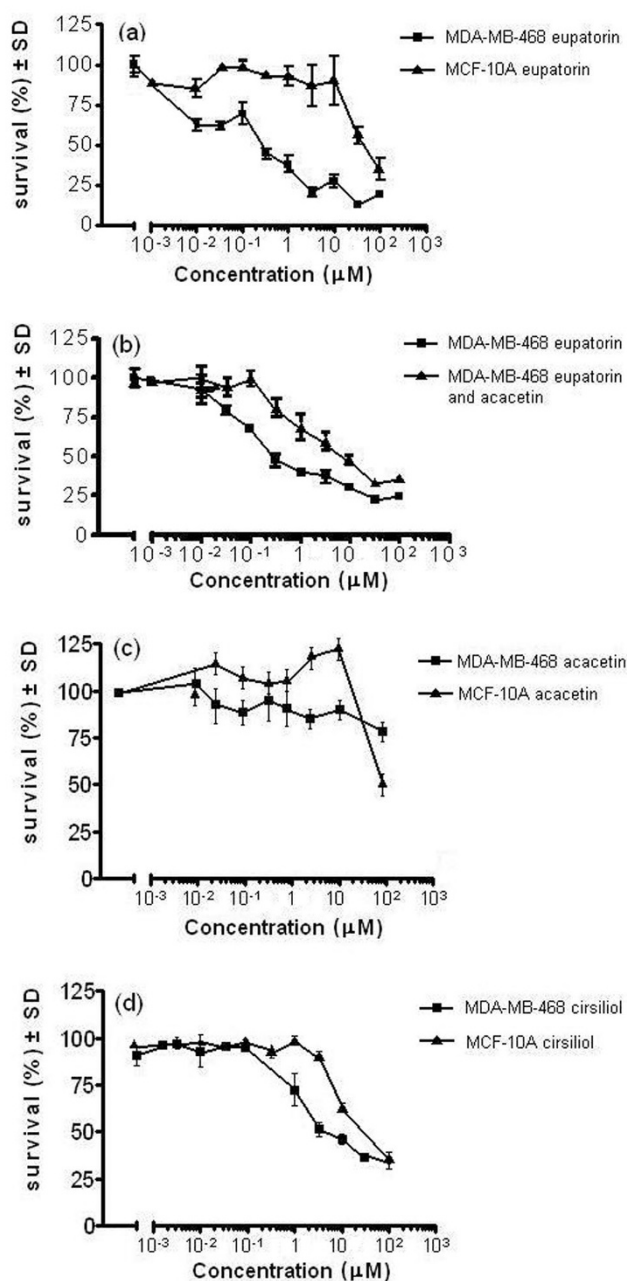 (a)
MDA-MB-468 eupatorin
MCF-10A eupatorin
survival (%) ± SD
125
100
75
50
25
0
10-3 10-2 10-1 1 10 102 103
Concentration (µM)
(b)
MDA-MB-468 eupatorin
MDA-MB-468 eupatorin
and acacetin
survival (%) ± SD
125
100
75
50
25
0
10-3 10-2 10-1 1 10 102 103
Concentration (µM)
(c)
MDA-MB-468 acacetin
MCF-10A acacetin
survival (%) ± SD
125
100
75
50
25
0
10-3 10-2 10-1 1 10 102 103
Concentration (µM)
(d)
MDA-MB-468 cirsiliol
MCF-10A cirsiliol
survival (%) ± SD
125
100
75
50
25
0
10-3 10-2 10-1 1 10 102 103
Concentration (µM)